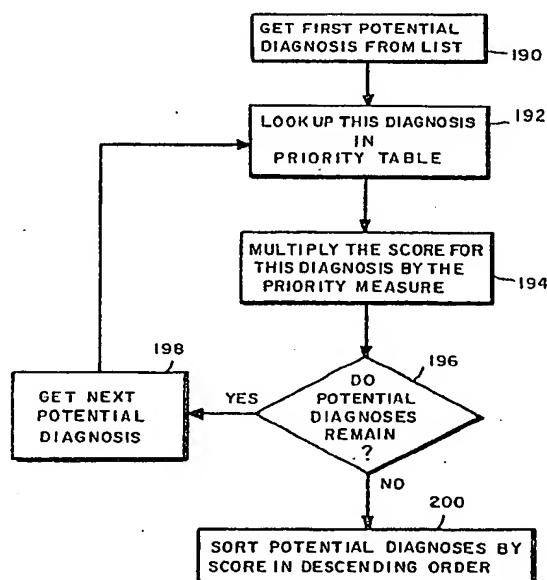 GET FIRST POTENTIAL
DIAGNOSIS FROM LIST
190
LOOK UP THIS DIAGNOSIS
IN
PRIORITY TABLE
192
MULTIPLY THE SCORE FOR
THIS DIAGNOSIS BY THE
PRIORITY MEASURE
194
196
DO
POTENTIAL
DIAGNOSES
REMAIN
?
YES
198
GET NEXT
POTENTIAL
DIAGNOSIS
NO
200
SORT POTENTIAL DIAGNOSES BY
SCORE IN DESCENDING ORDER